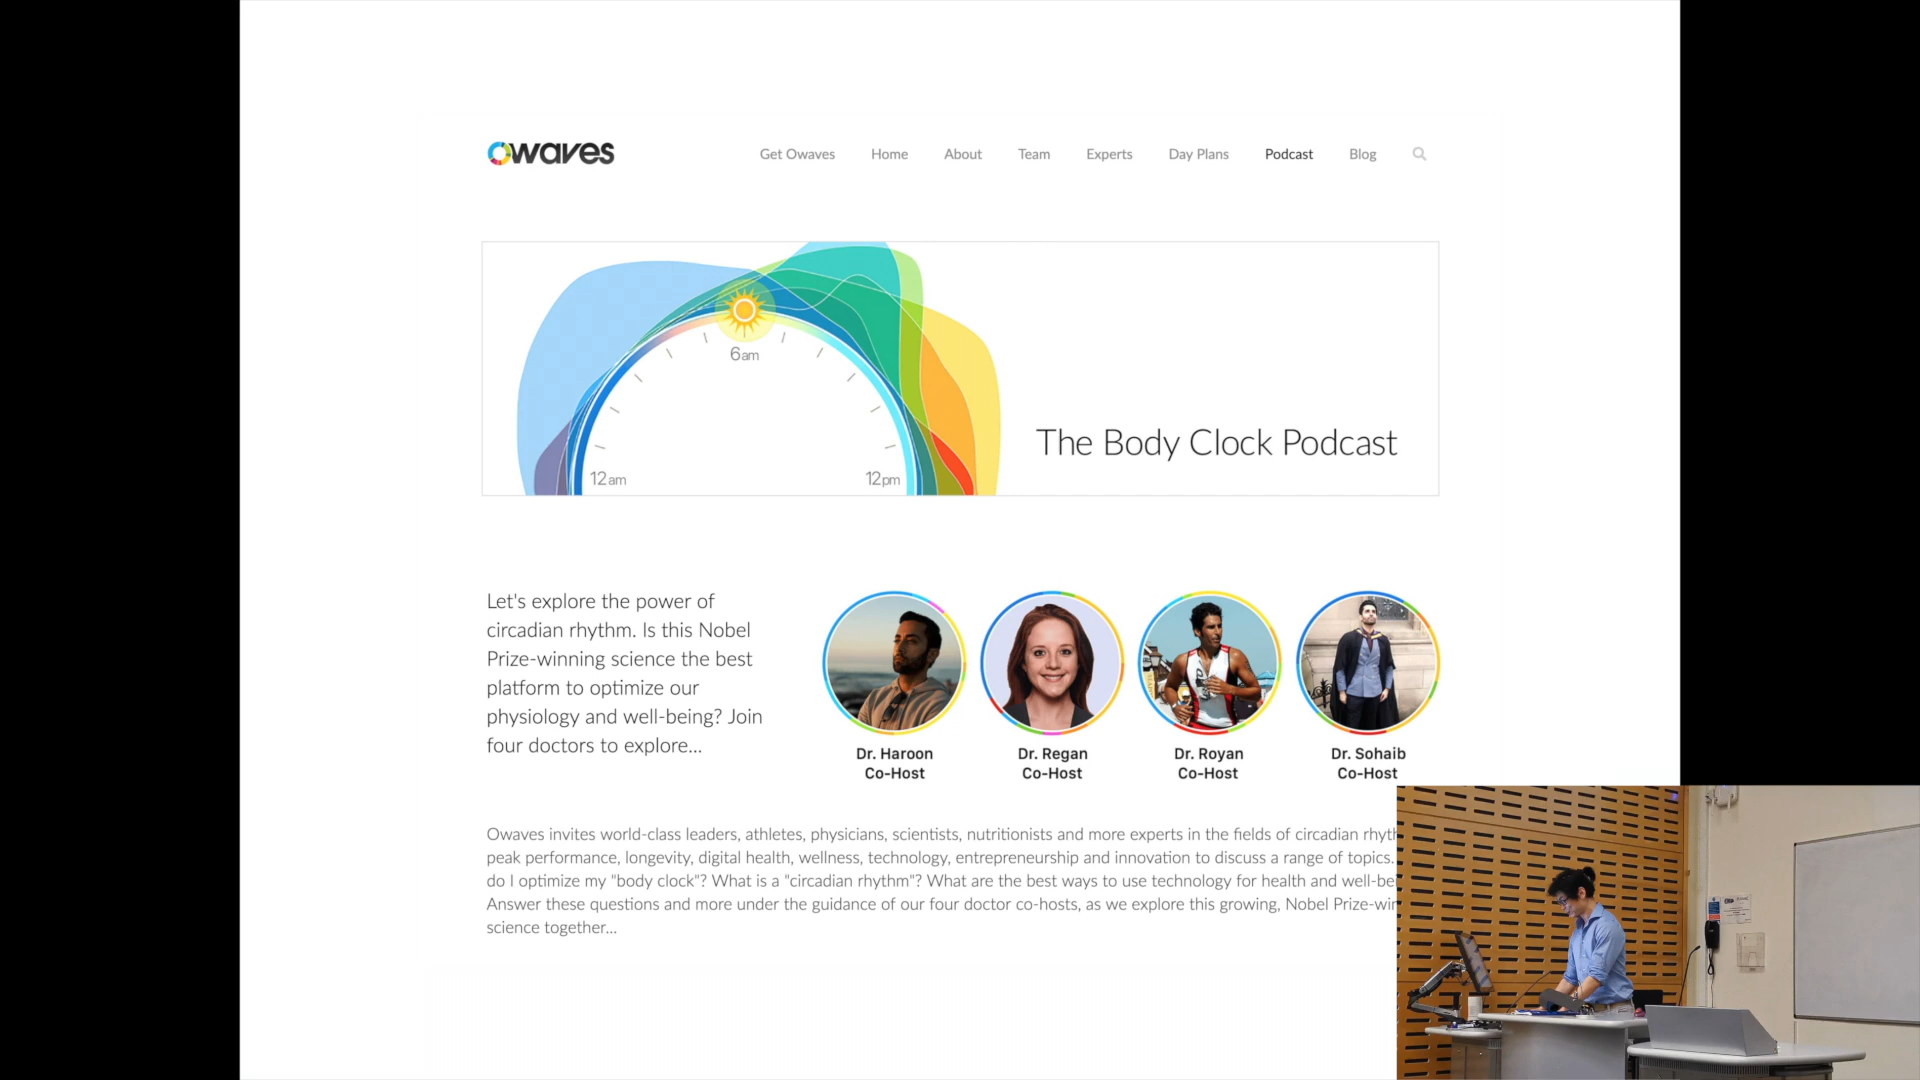 Owaves
Get Owaves Home About Team Experts Day Plans Podcast Blog
6am
12am 12pm
The Body Clock Podcast
Let's explore the power of
circadian rhythm. Is this Nobel
Prize-winning science the best
platform to optimize our
physiology and well-being? Join
four doctors to explore...
Dr. Haroon
Co-Host
Dr. Regan
Co-Host
Dr. Royan
Co-Host
Dr. Sohaib
Co-Host
Owaves invites world-class leaders, athletes, physicians, scientists, nutritionists and more experts in the fields of circadian
peak performance, longevity, digital health, wellness, technology, entrepreneurship and innovation to discuss a range of topics.
do I optimize my "body clock"? What is a "circadian rhythm"? What are the best ways to use technology for health and
Answer these questions and more under the guidance of our four doctor co-hosts, as we explore this growing, Nobel
science together...